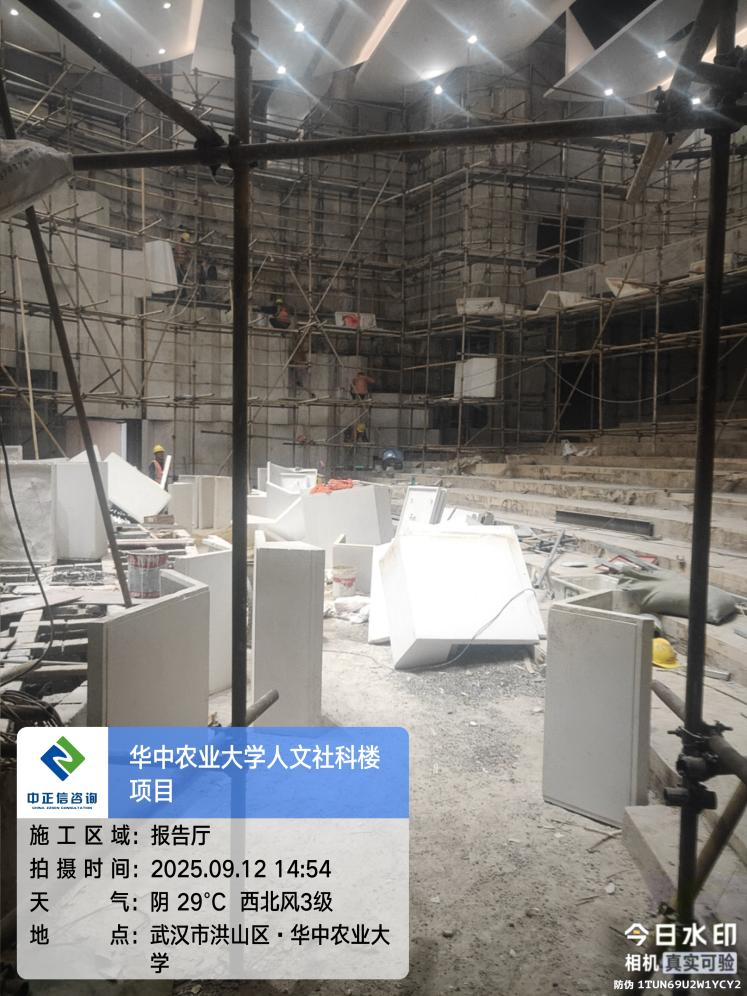 华中农业大学人文社科楼
项目
中正信咨询
CHINA ZZXIN CONSULTATION
施工区域：报告厅
拍摄时间：2025.09.12 14:54
天气：阴 29℃ 西北风3级
地点：武汉市洪山区·华中农业大
学
今日水印
相机 真实可验
防伪 1TUN69U2W1YCY2